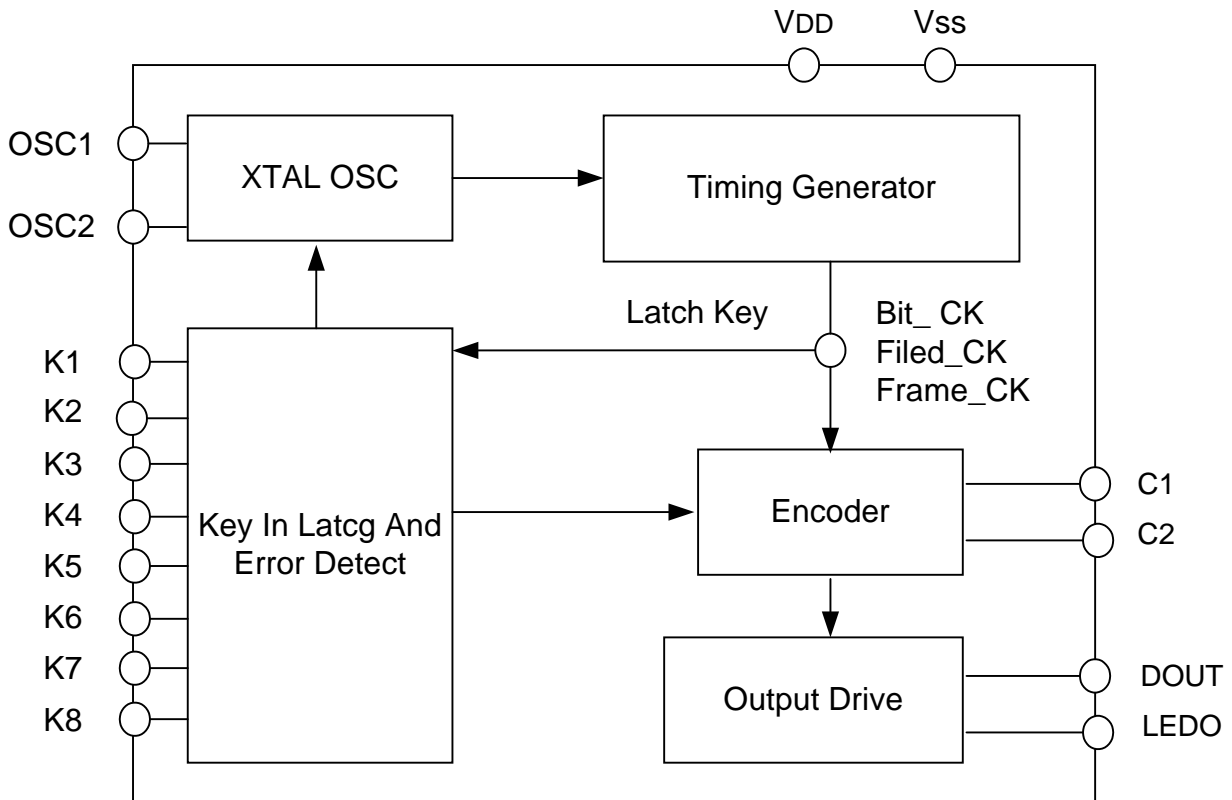 VDD
Vss
OSC1
XTAL OSC
Timing Generator
OSC2
Latch Key
Bit_ CK
Filed_CK
Frame_CK
K1
K2
K3
K4
K5
K6
K7
K8
Key In Latcg And
Error Detect
Encoder
C1
C2
Output Drive
DOUT
LEDO